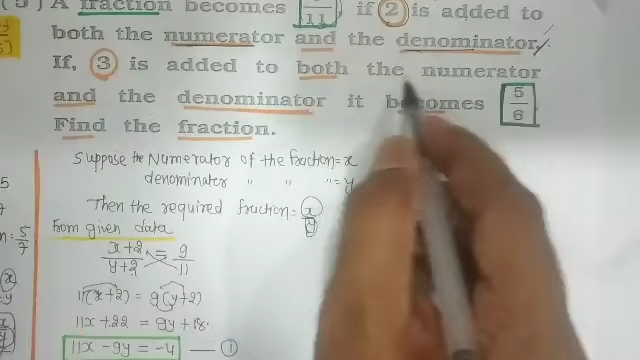 (5) A fraction becomes 9/11 if 2 is added to
both the numerator and the denominator,
If, 3 is added to both the numerator
and the denominator it becomes 5/6
Find the fraction.
Suppose the Numerator of the fraction = x
denominator " " " = y
Then the required fraction = x/y
From given data
x+2/y+2 = 9/11
11(x+2) = 9(y+2)
11x + 22 = 9y + 18.
11x - 9y = -4 — ①